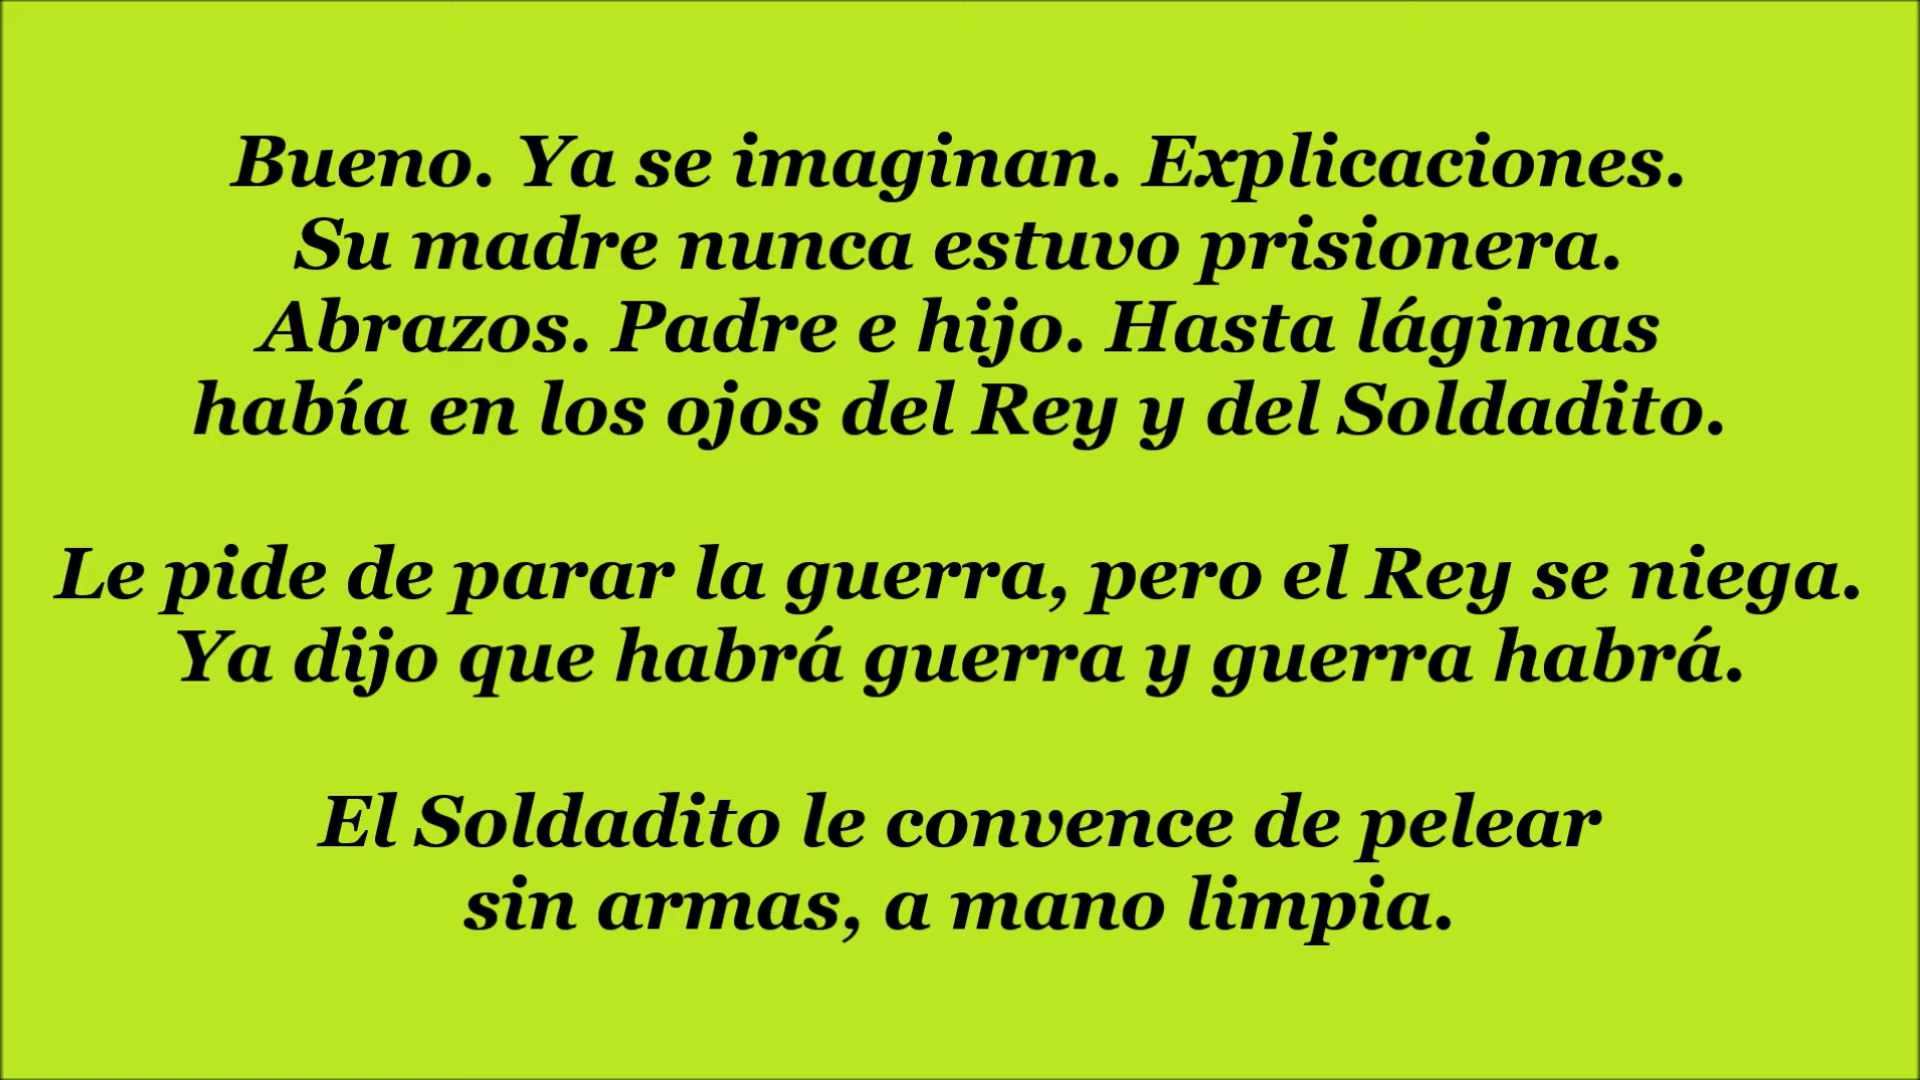 Bueno. Ya se imaginan. Explicaciones.
Su madre nunca estuvo prisionera.
Abrazos. Padre e hijo. Hasta lágimas
había en los ojos del Rey y del Soldadito.
Le pide de parar la guerra, pero el Rey se niega.
Ya dijo que habrá guerra y guerra habrá.
El Soldadito le convence de pelear
sin armas, a mano limpia.